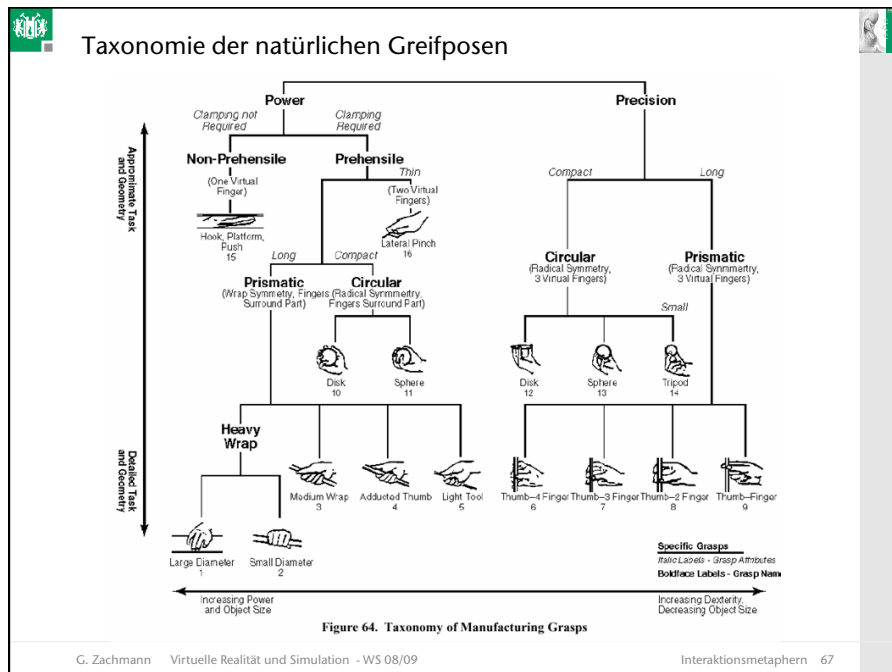 Taxonomie der natürlichen Greifposen
Power
Precision
Clamping not
Required
Clamping
Required
Non-Prehensile
Prehensile
(One Virtual
Finger)
Thin
(Two Virtual
Fingers)
Compact
Long
Hook, Platform,
Push
15
Lateral Pinch
16
Long
Compact
Prismatic
(Wrap Symmetry, Fingers
Surround Part)
Circular
(Radical Symmmetry,
Fingers Surround Part)
Circular
(Radical Symmetry,
3 Virtual Fingers)
Prismatic
(Radical Synmmertry,
3 Virtual Fingers)
Small
Disk
10
Sphere
11
Disk
12
Sphere
13
Tripod
14
Heavy
Wrap
Medium Wrap
3
Adducted Thumb
4
Light Tool
5
Thumb–4 Finger
6
Thumb–3 Finger
7
Thumb–2 Finger
8
Thumb–Finger
9
Large Diameter
1
Small Diameter
2
Approximate Task
and Geometry
Detailed Task
and Geometry
Specific Grasps
Italic Labels - Grasp Attributes
Boldface Labels - Grasp Name
Increasing Power
and Object Size
Increasing Dexterity,
Decreasing Object Size
Figure 64. Taxonomy of Manufacturing Grasps
G. Zachmann Virtuelle Realität und Simulation - WS 08/09
Interaktionsmetaphern 67